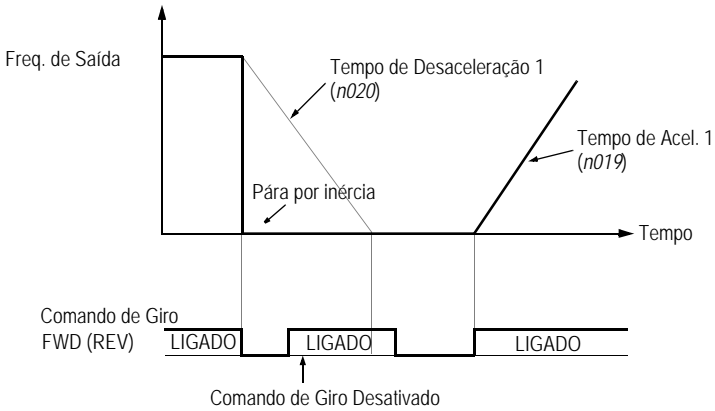 Freq. de Saída
Tempo de Desaceleração 1
(n020)
Tempo de Acel. 1
(n019)
Pára por inércia
Tempo
Comando de Giro
FWD (REV)
LIGADO
LIGADO
LIGADO
Comando de Giro Desativado